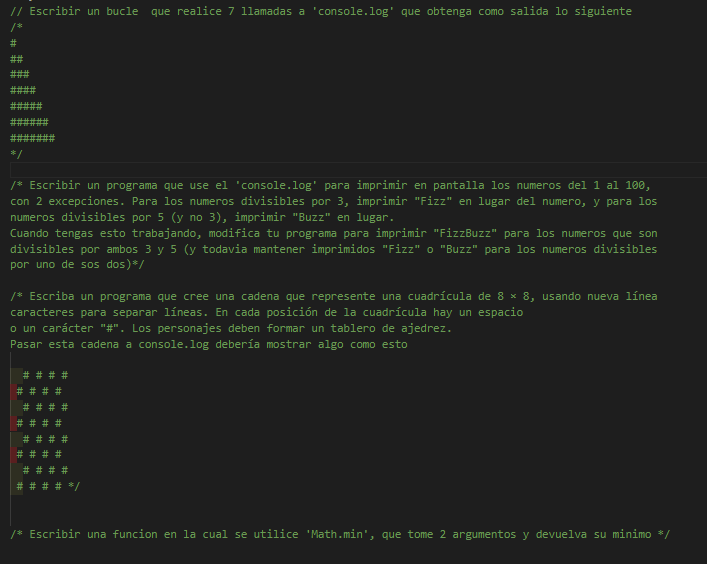 // Escribir un bucle  que realice 7 llamadas a 'console.log' que obtenga como salida lo siguiente
/*
#
##
###
####
#####
######
#######
*/
/* Escribir un programa que use el 'console.log' para imprimir en pantalla los numeros del 1 al 100,
con 2 excepciones. Para los numeros divisibles por 3, imprimir "Fizz" en lugar del numero, y para los
numeros divisibles por 5 (y no 3), imprimir "Buzz" en lugar.
Cuando tengas esto trabajando, modifica tu programa para imprimir "FizzBuzz" para los numeros que son
divisibles por ambos 3 y 5 (y todavia mantener imprimidos "Fizz" o "Buzz" para los numeros divisibles
por uno de sos dos)*/
/* Escriba un programa que cree una cadena que represente una cuadrícula de 8 × 8, usando nueva línea
caracteres para separar líneas. En cada posición de la cuadrícula hay un espacio
o un carácter "#". Los personajes deben formar un tablero de ajedrez.
Pasar esta cadena a console.log debería mostrar algo como esto
  # # # #
 # # # #
  # # # #
 # # # #
  # # # #
 # # # #
  # # # #
 # # # # */
/* Escribir una funcion en la cual se utilice 'Math.min', que tome 2 argumentos y devuelva su minimo */